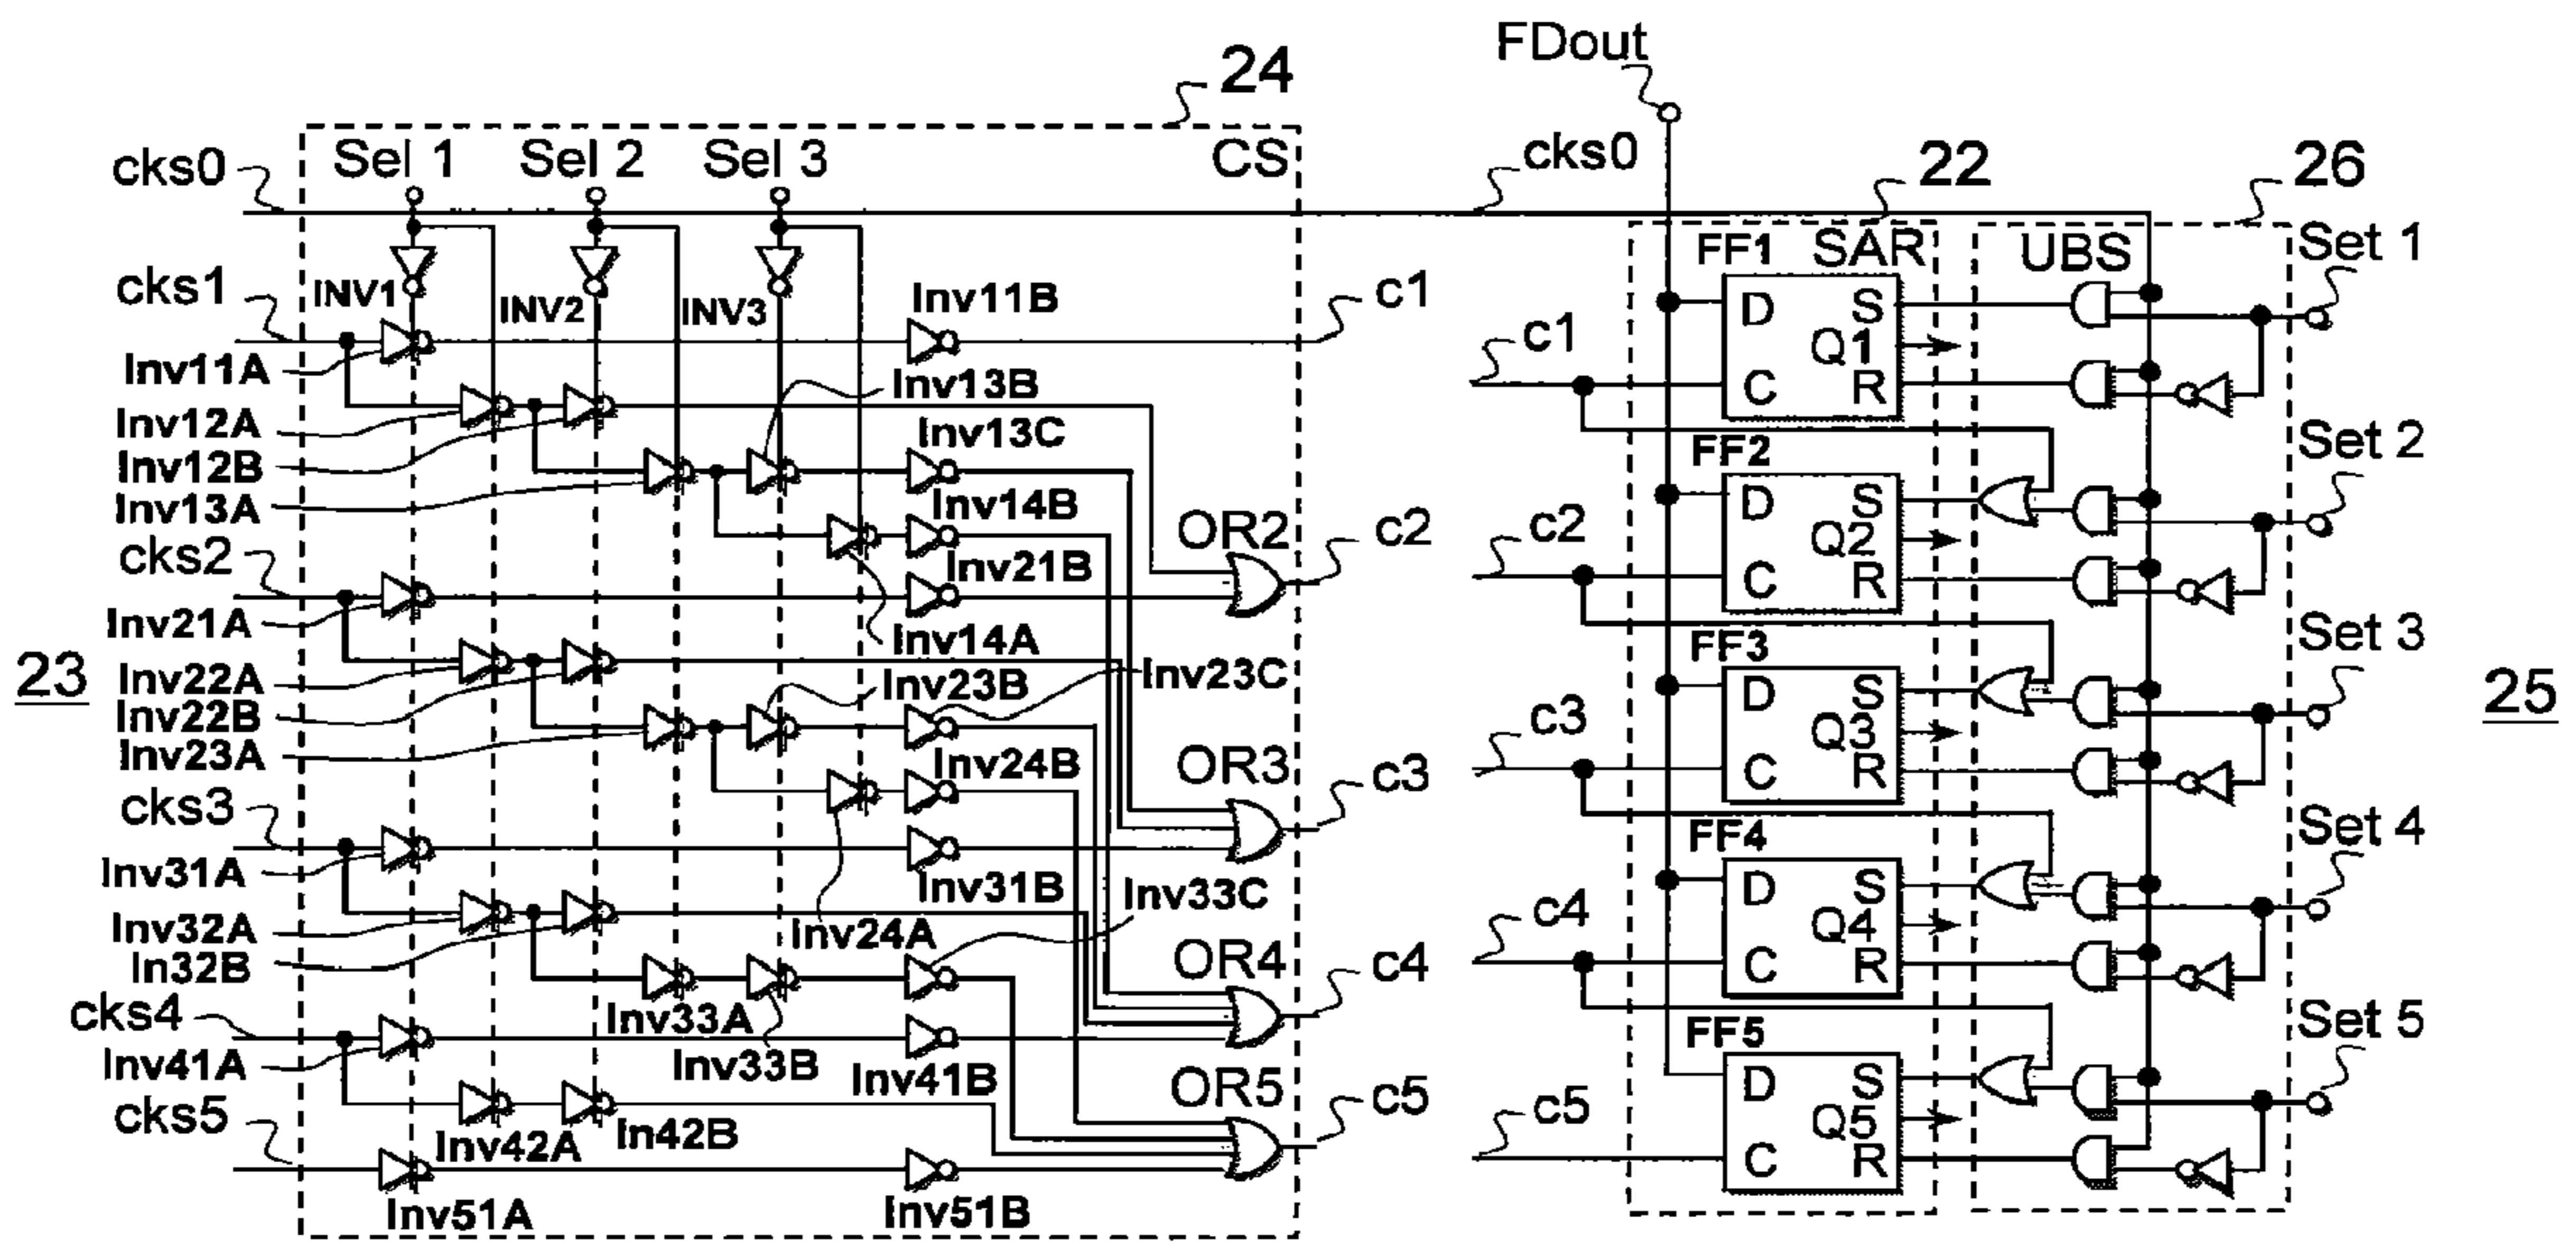 FDout
24
cks0
Sel 1
Sel 2
Sel 3
CS
cks0
22
26
cks1
INV1
INV2
INV3
Inv11B
c1
FF1
SAR
UBS
Set 1
Inv11A
Inv13B
c1
D
S
Q1
C
R
Inv12A
Inv13C
Set 2
Inv12B
FF2
Inv13A
Inv14B
OR2
c2
c2
D
S
Q2
C
R
cks2
Inv21B
Inv21A
Inv14A
FF3
Set 3
23
Inv22A
Inv23B
Inv23C
25
Inv22B
D
S
Q3
C
R
Inv23A
Inv24B
OR3
c3
c3
cks3
FF4
Set 4
Inv31A
Inv31B
Inv33C
D
S
Q4
C
R
Inv32A
Inv24A
c4
In32B
OR4
c4
cks4
Inv33A
FF5
Set 5
Inv41A
Inv33B
Inv41B
OR5
c5
c5
D
S
Q5
C
R
cks5
Inv42A
In42B
Inv51A
Inv51B